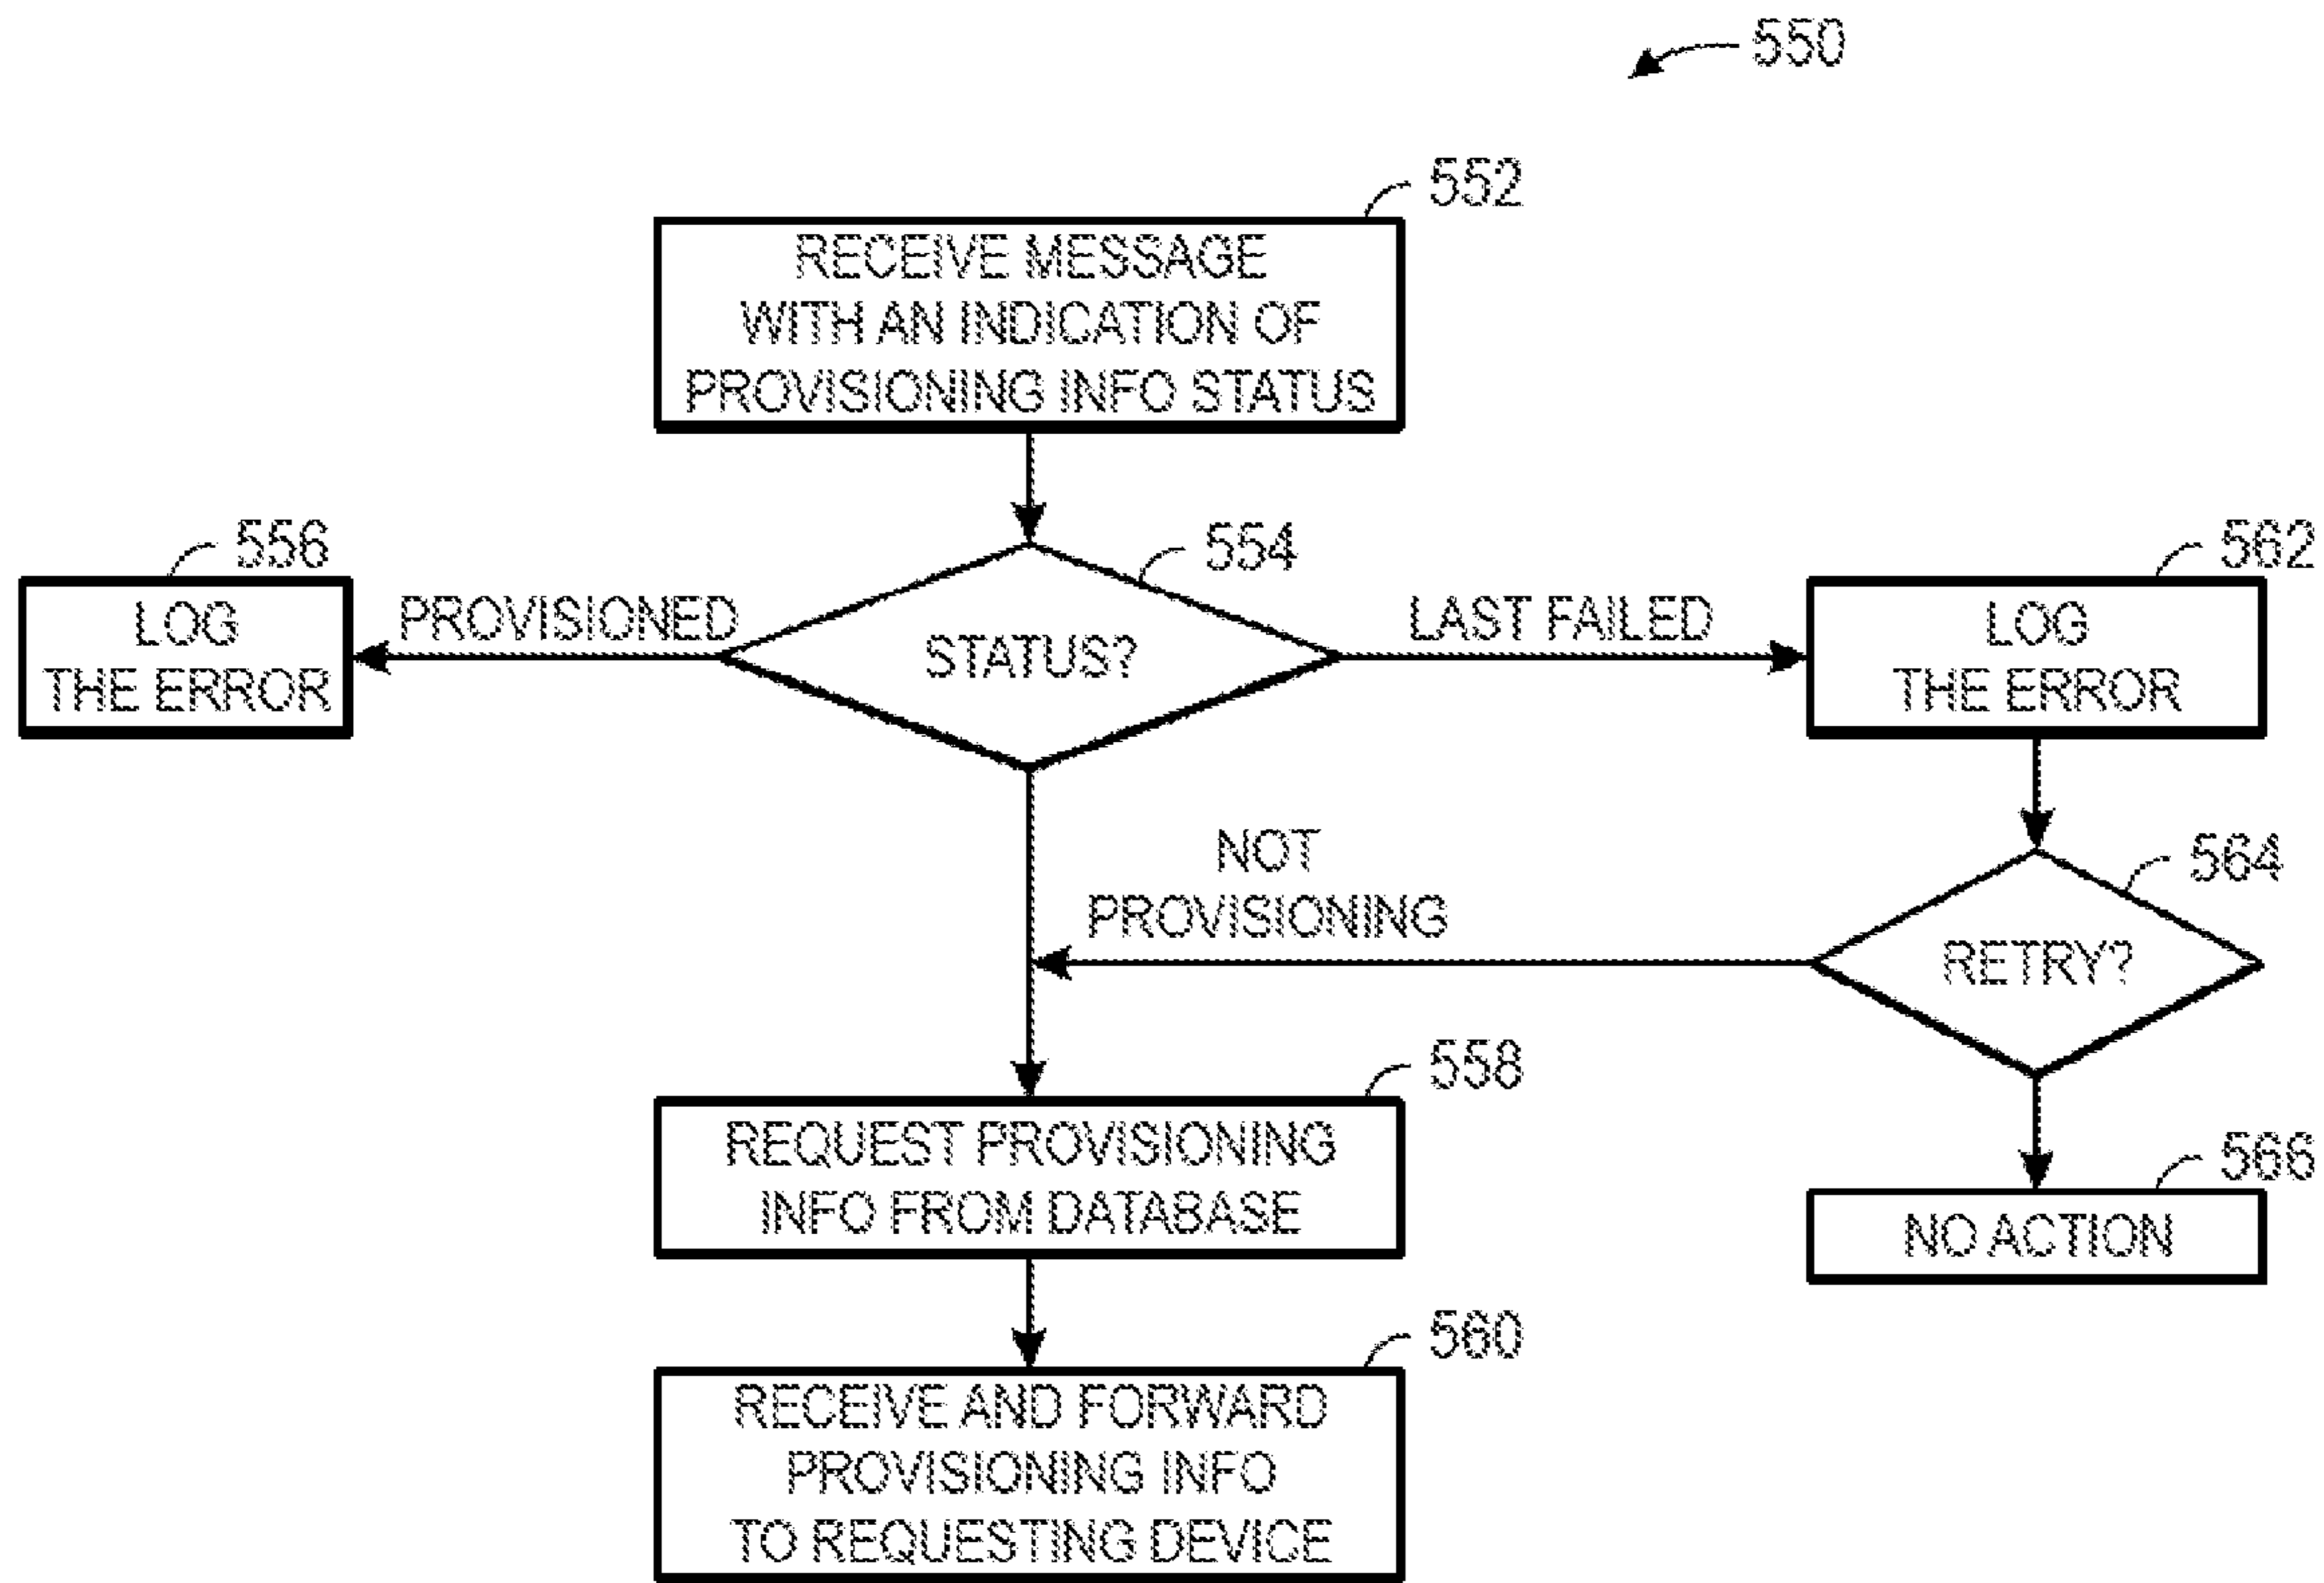 550
552
RECEIVE MESSAGE
WITH AN INDICATION OF
PROVISIONING INFO STATUS
556
LOG
THE ERROR
PROVISIONED
554
STATUS?
LAST FAILED
562
LOG
THE ERROR
NOT
PROVISIONING
564
RETRY?
558
REQUEST PROVISIONING
INFO FROM DATABASE
566
NO ACTION
560
RECEIVE AND FORWARD
PROVISIONING INFO
TO REQUESTING DEVICE